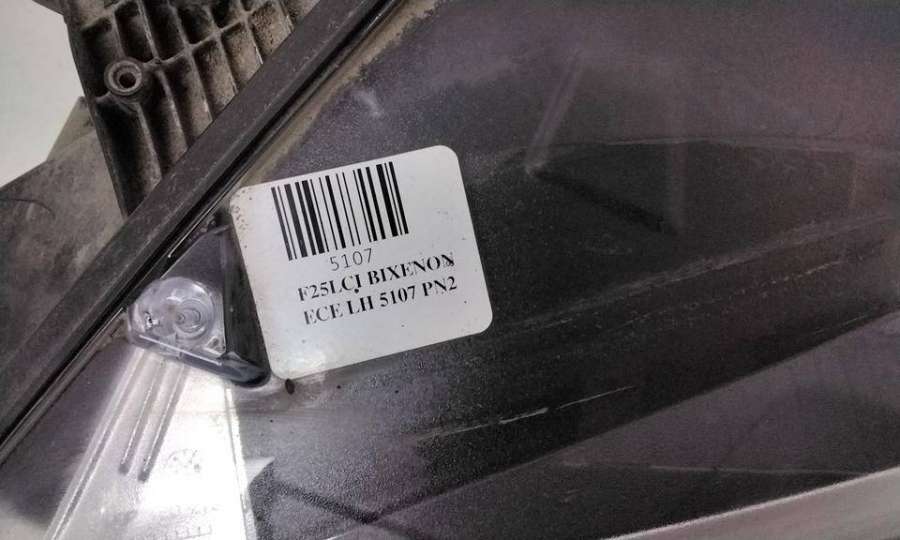 5107
F25LCI BIXENON
ECE LH 5107 PN2